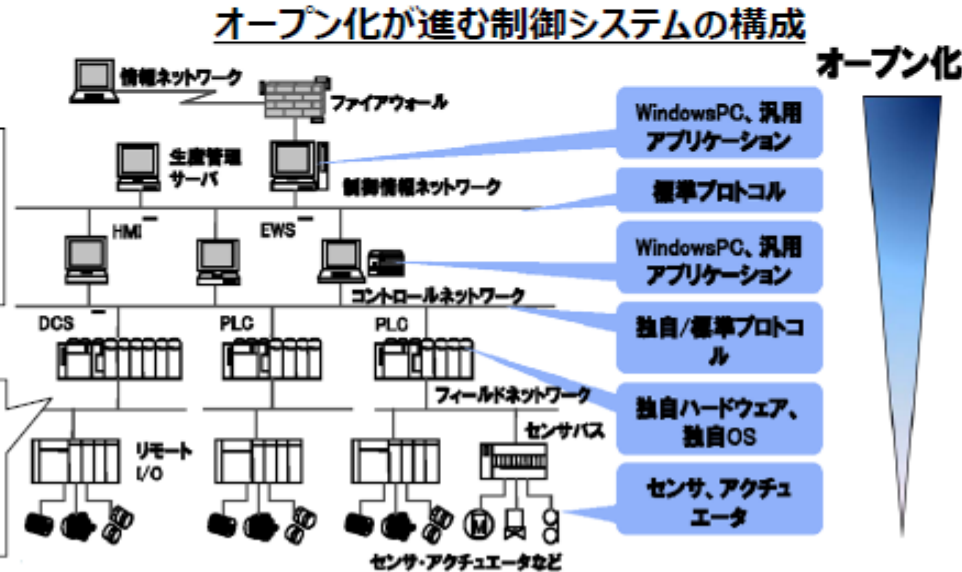 オープン化が進む制御システムの構成
オープン化
情報ネットワーク
ファイアウォール
WindowsPC、汎用
アプリケーション
生産管理
サーバ
制御情報ネットワーク
標準プロトコル
HMI
EWS
WindowsPC、汎用
アプリケーション
コントロールネットワーク
DCS
PLC
PLC
独自/標準プロトコ
ル
フィールドネットワーク
独自ハードウェア、
独自OS
センサバス
リモート
I/O
センサ、アクチュ
エータ
M
センサ・アクチュエータなど